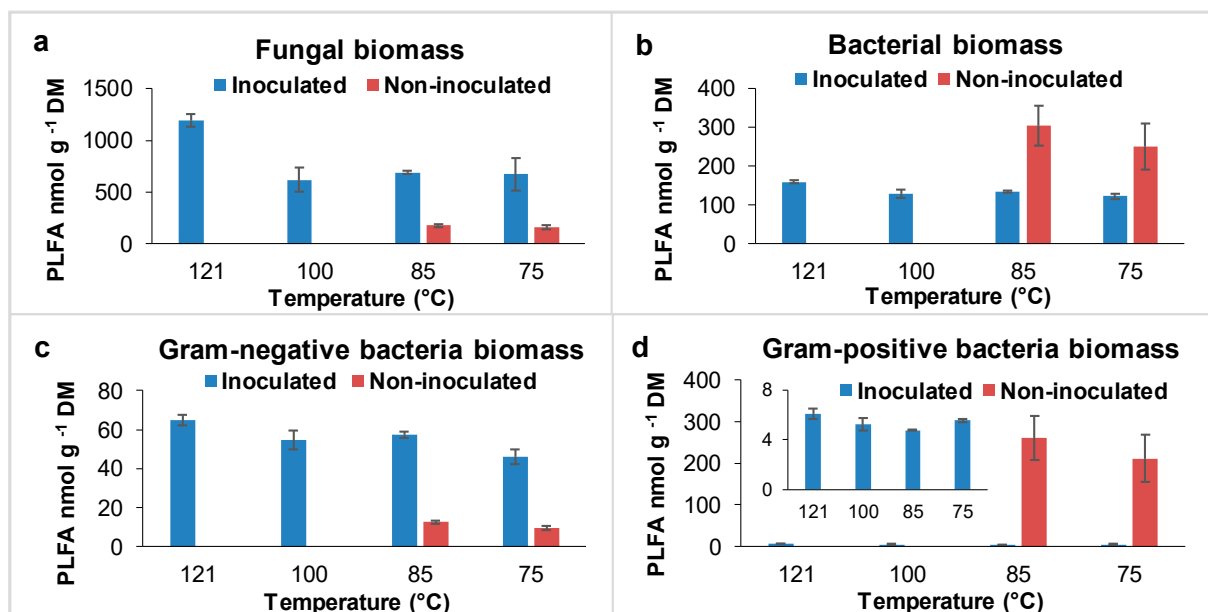 a
Fungal biomass
Inoculated Non-inoculated
PLFA nmol g -1 DM
1500
1000
500
0
121 100 85 75
Temperature (°C)
b
Bacterial biomass
Inoculated Non-inoculated
PLFA nmol g -1 DM
400
300
200
100
0
121 100 85 75
Temperature (°C)
c
Gram-negative bacteria biomass
Inoculated Non-inoculated
PLFA nmol g -1 DM
80
60
40
20
0
121 100 85 75
Temperature (°C)
d
Gram-positive bacteria biomass
Inoculated Non-inoculated
PLFA nmol g -1 DM
400
300
200
100
0
8
4
0
121 100 85 75
121 100 85 75
Temperature (°C)